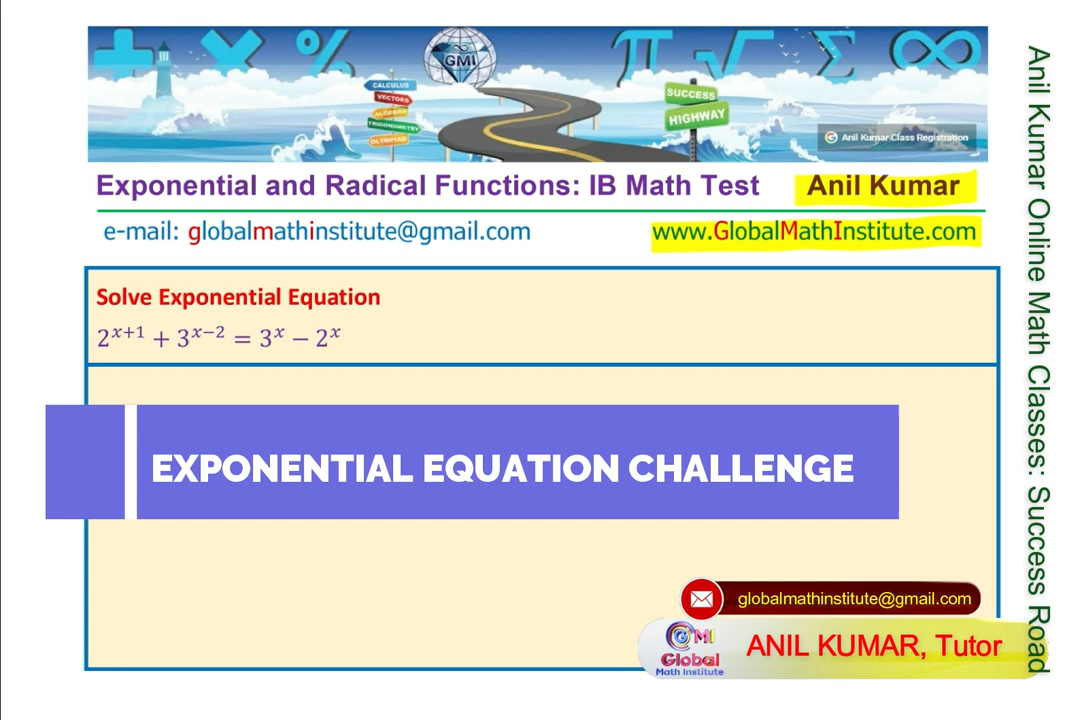 GMI
CALCULUS
VECTORS
ALGEBRA
TRIGONOMETRY
OLYMPIAD
SUCCESS
HIGHWAY
Anil Kumar Class Registration
Exponential and Radical Functions: IB Math Test Anil Kumar
e-mail: globalmathinstitute@gmail.com www.GlobalMathInstitute.com
Solve Exponential Equation
2^{x+1} + 3^{x−2} = 3^x − 2^x
EXPONENTIAL EQUATION CHALLENGE
globalmathinstitute@gmail.com
GMI
Global
Math Institute
ANIL KUMAR, Tutor
Anil Kumar Online Math Classes: Success Road